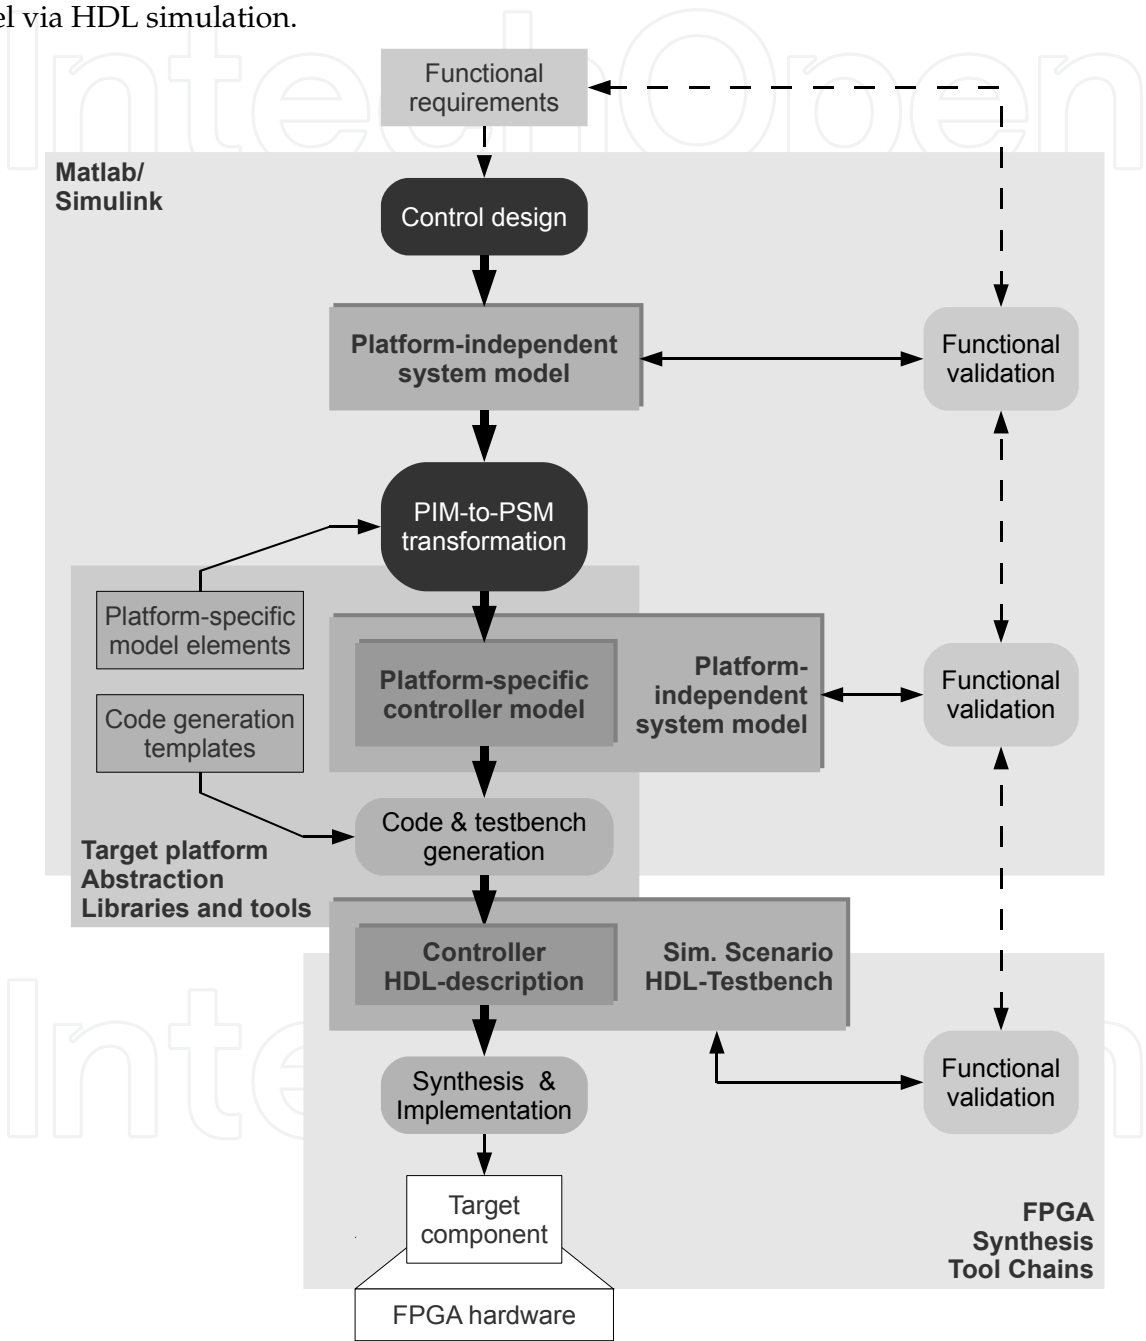 el via HDL simulation.
Functional
requirements
Matlab/
Simulink
Control design
Platform-independent
system model
Functional
validation
PIM-to-PSM
transformation
Platform-specific
model elements
Platform-specific
controller model
Platform-
independent
system model
Functional
validation
Code generation
templates
Code & testbench
generation
Target platform
Abstraction
Libraries and tools
Controller
HDL-description
Sim. Scenario
HDL-Testbench
Synthesis &
Implementation
Functional
validation
Target
component
FPGA
Synthesis
Tool Chains
FPGA hardware
IntechOpen
IntechOpen